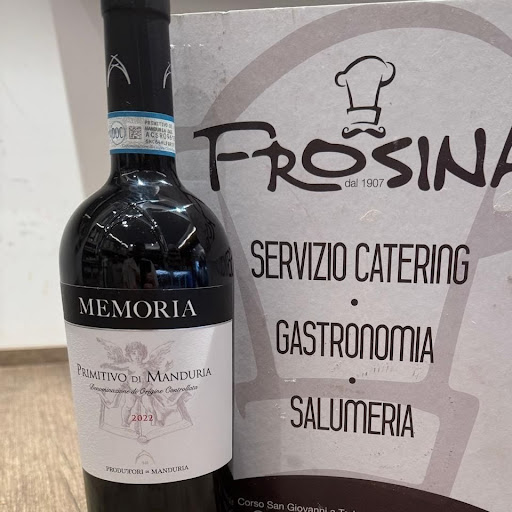 DOC
MEMORIA
PRIMITIVO DI MANDURIA
Denominazione di Origine Controllata
2022
PRODUTTORI DI MANDURIA
FROSINA
dal 1907
SERVIZIO CATERING
•
GASTRONOMIA
•
SALUMERIA
Corso San Giovanni a